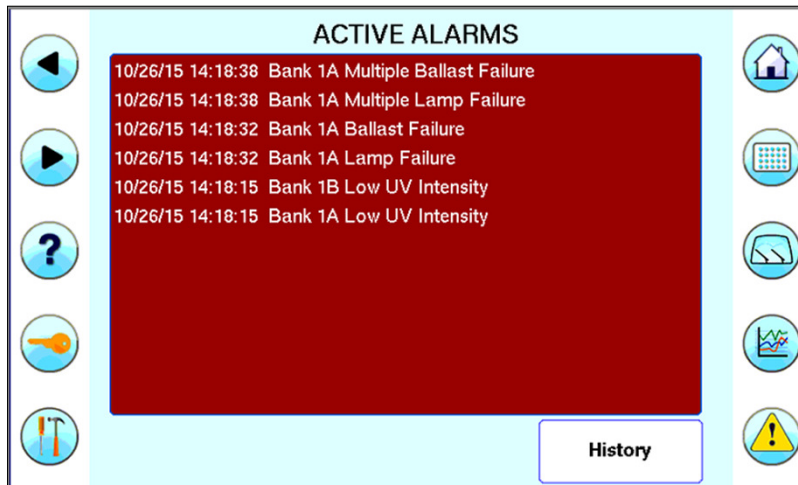 ACTIVE ALARMS
10/26/15 14:18:38 Bank 1A Multiple Ballast Failure
10/26/15 14:18:38 Bank 1A Multiple Lamp Failure
10/26/15 14:18:32 Bank 1A Ballast Failure
10/26/15 14:18:32 Bank 1A Lamp Failure
10/26/15 14:18:15 Bank 1B Low UV Intensity
10/26/15 14:18:15 Bank 1A Low UV Intensity
?
!
History